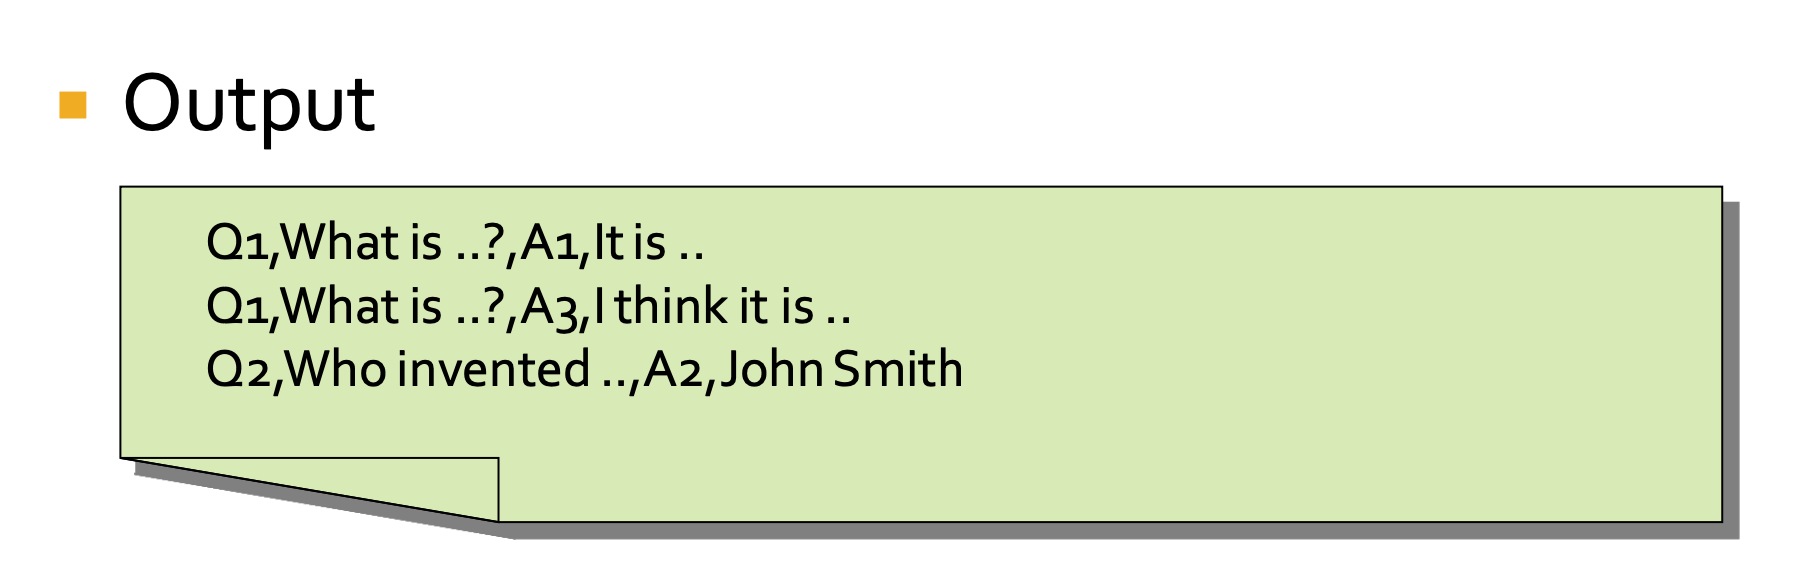 Output
Q1,What is ..?,A1,It is ..
Q1,What is ..?,A3,I think it is ..
Q2,Who invented ..,A2,John Smith